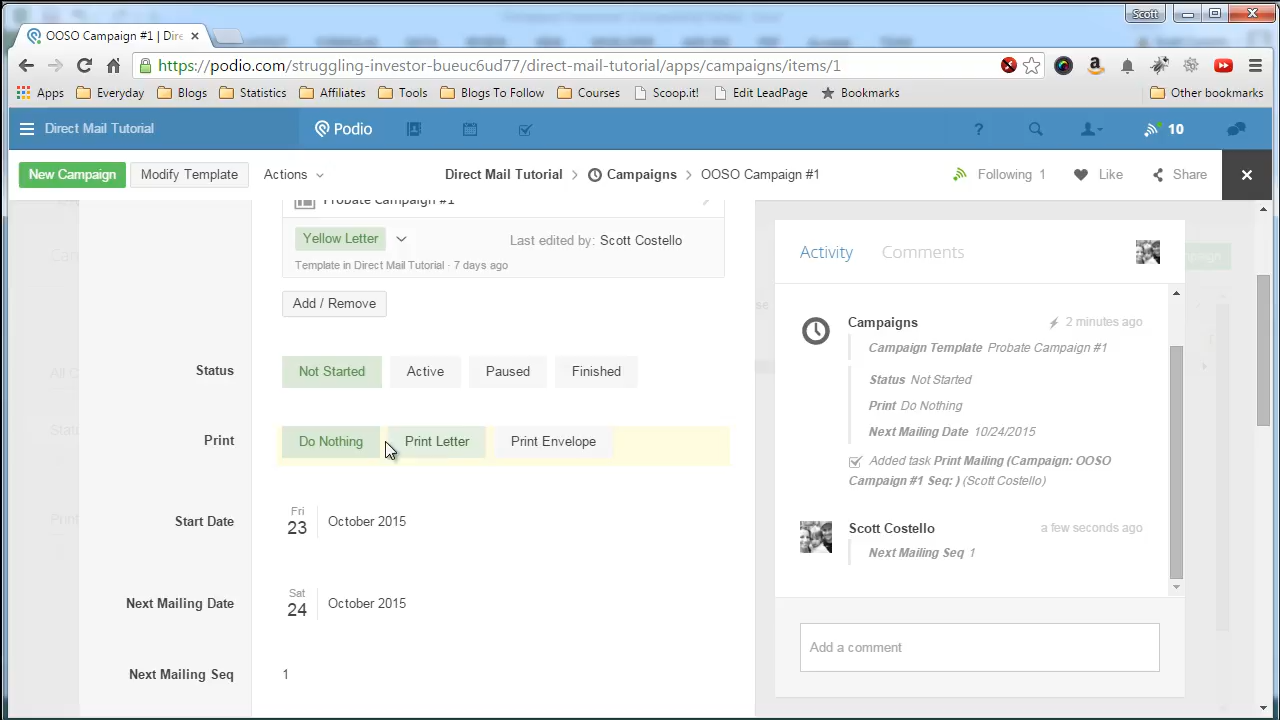 Scott
OOSO Campaign #1 | Dire
https://podio.com/struggling-investor-bueuc6ud77/direct-mail-tutorial/apps/campaigns/items/1
Apps Everyday Blogs Statistics Affiliates Tools Blogs To Follow Courses Scoop.it! Edit LeadPage Bookmarks Other bookmarks
Direct Mail Tutorial Podio ? 10
New Campaign Modify Template Actions Direct Mail Tutorial > Campaigns > OOSO Campaign #1 Following 1 Like Share
Probate Campaign #1
Yellow Letter Last edited by: Scott Costello
Template in Direct Mail Tutorial · 7 days ago
Add / Remove
Status Not Started Active Paused Finished
Print Do Nothing Print Letter Print Envelope
Start Date Fri 23 October 2015
Next Mailing Date Sat 24 October 2015
Next Mailing Seq 1
Activity Comments
Campaigns 2 minutes ago
Campaign Template Probate Campaign #1
Status Not Started
Print Do Nothing
Next Mailing Date 10/24/2015
Added task Print Mailing (Campaign: OOSO
Campaign #1 Seq: ) (Scott Costello)
Scott Costello a few seconds ago
Next Mailing Seq 1
Add a comment